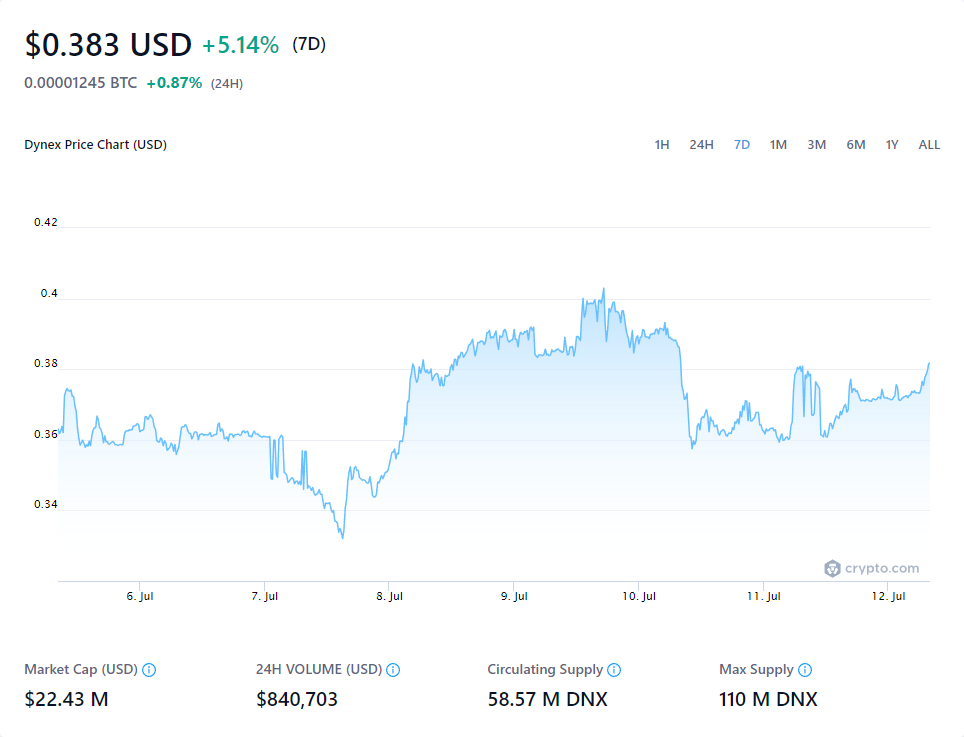 $0.383 USD +5.14% (7D)
0.00001245 BTC +0.87% (24H)
Dynex Price Chart (USD) 1H 24H 7D 1M 3M 6M 1Y ALL
0.42
0.4
0.38
0.36
0.34
crypto.com
6. Jul 7. Jul 8. Jul 9. Jul 10. Jul 11. Jul 12. Jul
Market Cap (USD) 24H VOLUME (USD) Circulating Supply Max Supply
$22.43 M $840,703 58.57 M DNX 110 M DNX